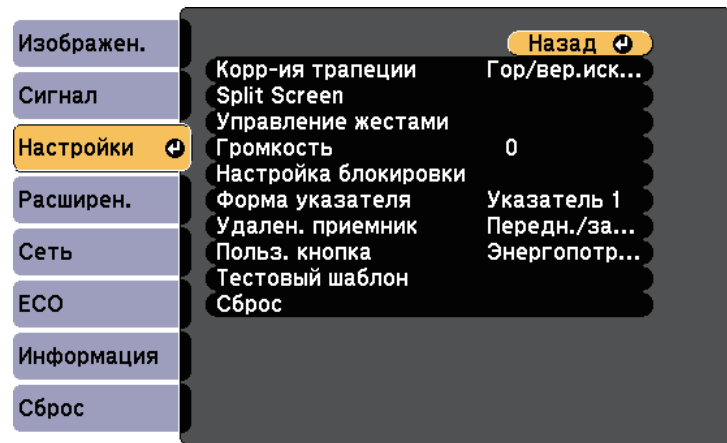 Изображен.
Сигнал
Настройки
Расширен.
Сеть
ECO
Информация
Сброс
Назад
Корр-ия трапеции Гор/вер.иск...
Split Screen
Управление жестами
Громкость 0
Настройка блокировки
Форма указателя Указатель 1
Удален. приемник Передн./за...
Польз. кнопка Энергопотр...
Тестовый шаблон
Сброс